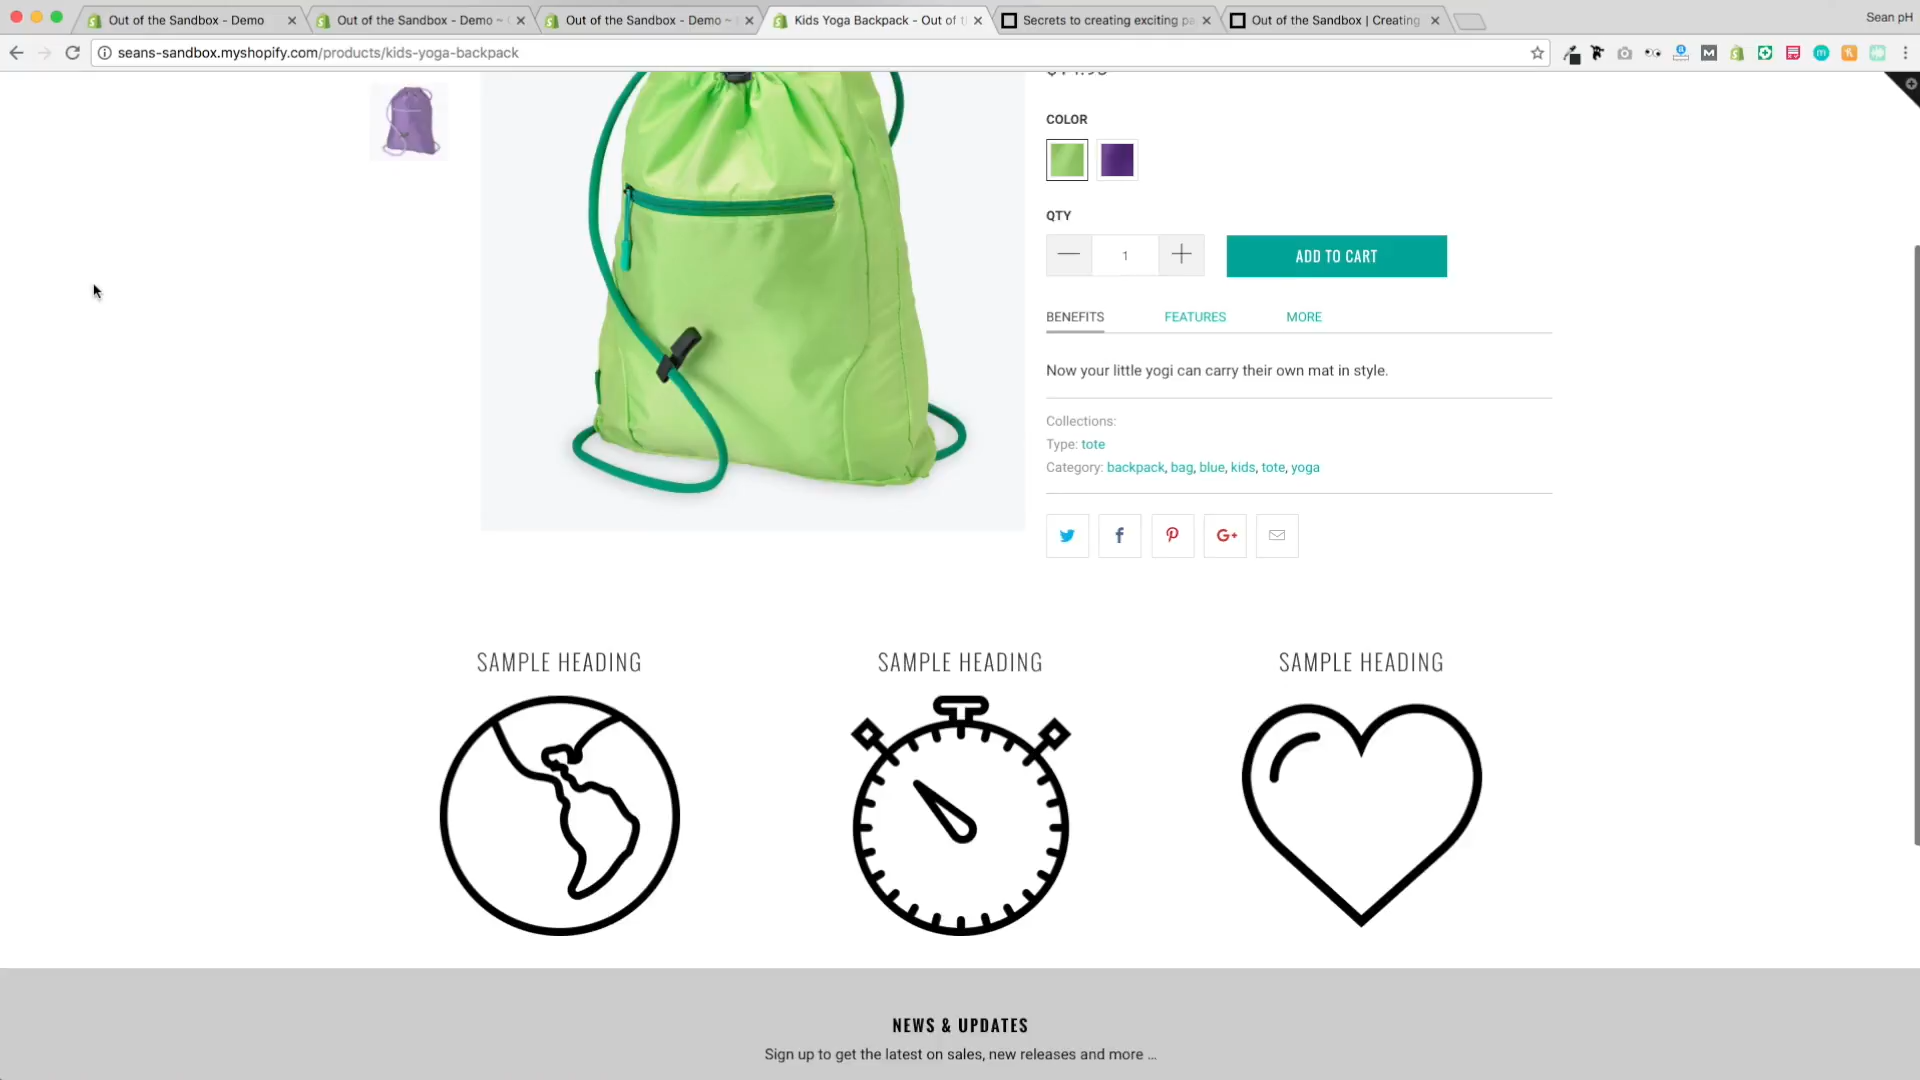 Out of the Sandbox - Demo
Out of the Sandbox - Demo ~
Out of the Sandbox - Demo ~
Kids Yoga Backpack - Out of t
Secrets to creating exciting pa
Out of the Sandbox | Creating
Sean pH
seans-sandbox.myshopify.com/products/kids-yoga-backpack
COLOR
QTY
1
ADD TO CART
BENEFITS
FEATURES
MORE
Now your little yogi can carry their own mat in style.
Collections:
Type: tote
Category: backpack, bag, blue, kids, tote, yoga
SAMPLE HEADING
SAMPLE HEADING
SAMPLE HEADING
NEWS & UPDATES
Sign up to get the latest on sales, new releases and more ...